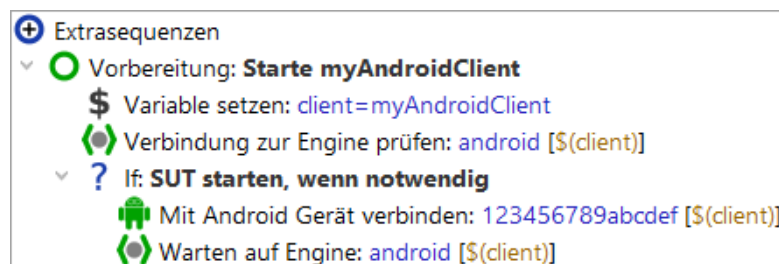 Extrasequenzen
Vorbereitung: Starte myAndroidClient
$ Variable setzen: client=myAndroidClient
Verbindung zur Engine prüfen: android [$(client)]
? If: SUT starten, wenn notwendig
Mit Android Gerät verbinden: 123456789abcdef [$(client)]
Warten auf Engine: android [$(client)]